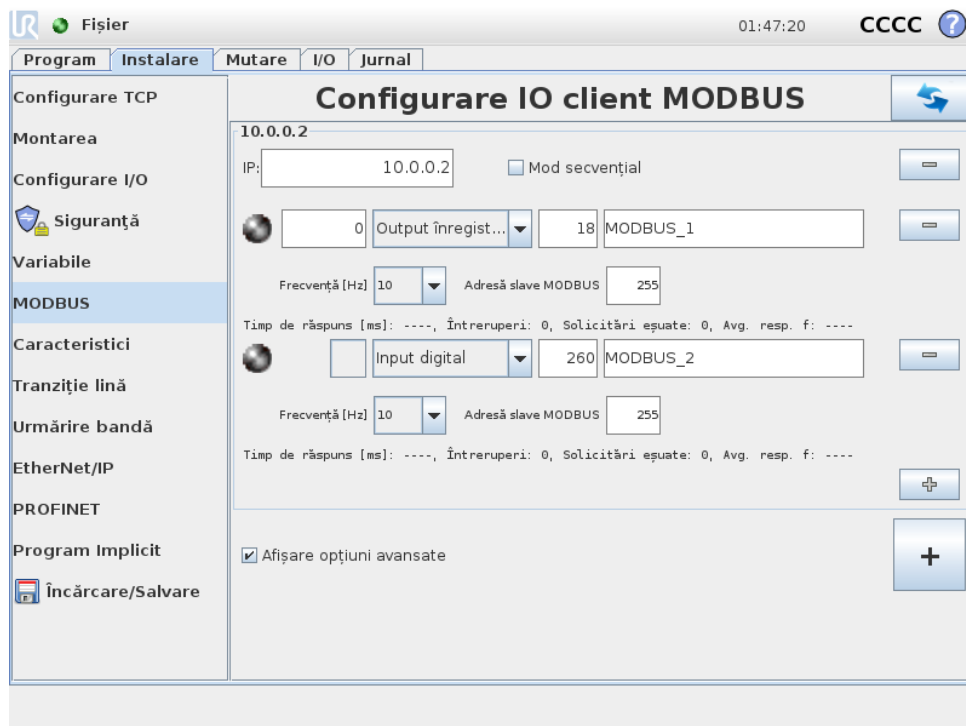 UR Fișier 01:47:20 CCCC ?
Program Instalare Mutare I/O Jurnal
Configurare TCP
Montarea
Configurare I/O
Siguranţă
Variabile
MODBUS
Caracteristici
Tranziție lină
Urmărire bandă
EtherNet/IP
PROFINET
Program Implicit
Încărcare/Salvare
Configurare IO client MODBUS
10.0.0.2
IP: 10.0.0.2 Mod secvențial
0 Output înregist... 18 MODBUS_1
Frecvență [Hz] 10 Adresă slave MODBUS 255
Timp de răspuns [ms]: ----, Întreruperi: 0, Solicitări eșuate: 0, Avg. resp. f: ----
Input digital 260 MODBUS_2
Frecvență [Hz] 10 Adresă slave MODBUS 255
Timp de răspuns [ms]: ----, Întreruperi: 0, Solicitări eșuate: 0, Avg. resp. f: ----
Afișare opțiuni avansate